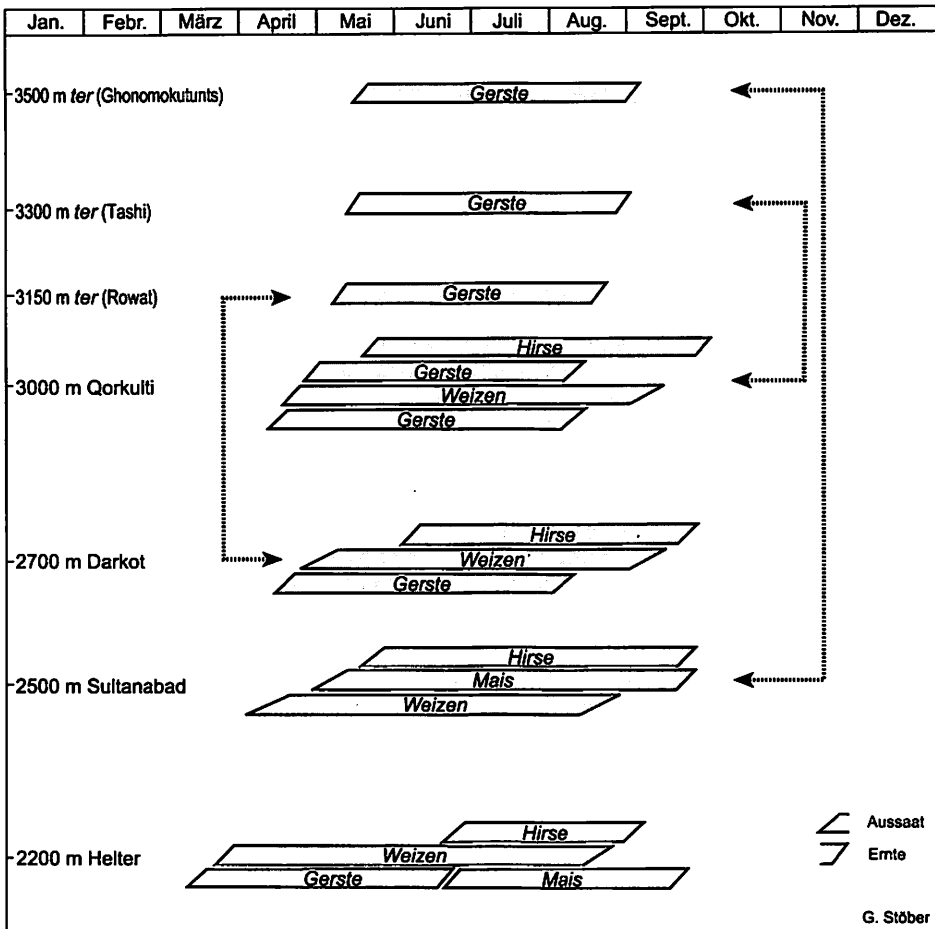 Jan. Febr. März April Mai Juni Juli Aug. Sept. Okt. Nov. Dez.
3500 m ter (Ghonomokutunts) Gerste
3300 m ter (Tashi) Gerste
3150 m ter (Rowat) Gerste
Hirse
Gerste
3000 m Qorkulti Weizen
Gerste
Hirse
2700 m Darkot Weizen
Gerste
Hirse
2500 m Sultanabad Mais
Weizen
Hirse
Aussaat
2200 m Helter Weizen Ernte
Gerste Mais
G. Stöber